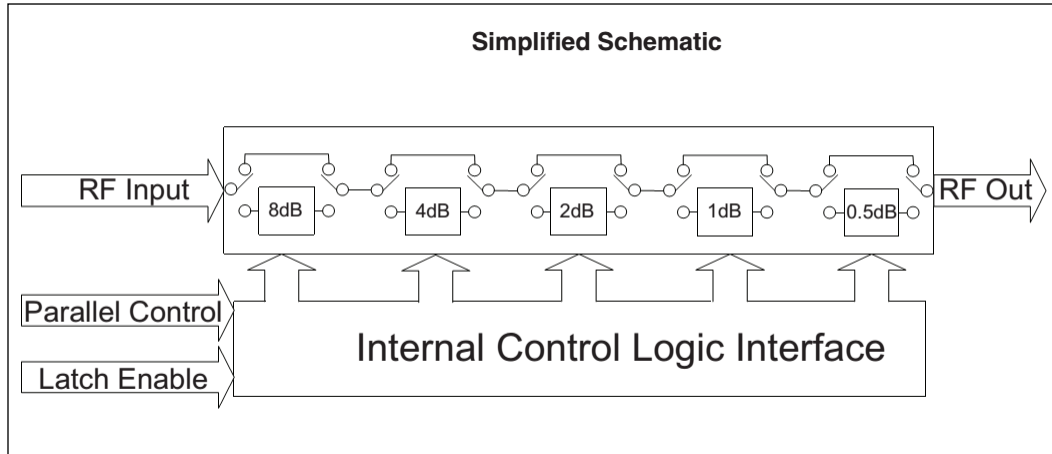 Simplified Schematic
RF Input
8dB
4dB
2dB
1dB
0.5dB
RF Out
Parallel Control
Latch Enable
Internal Control Logic Interface